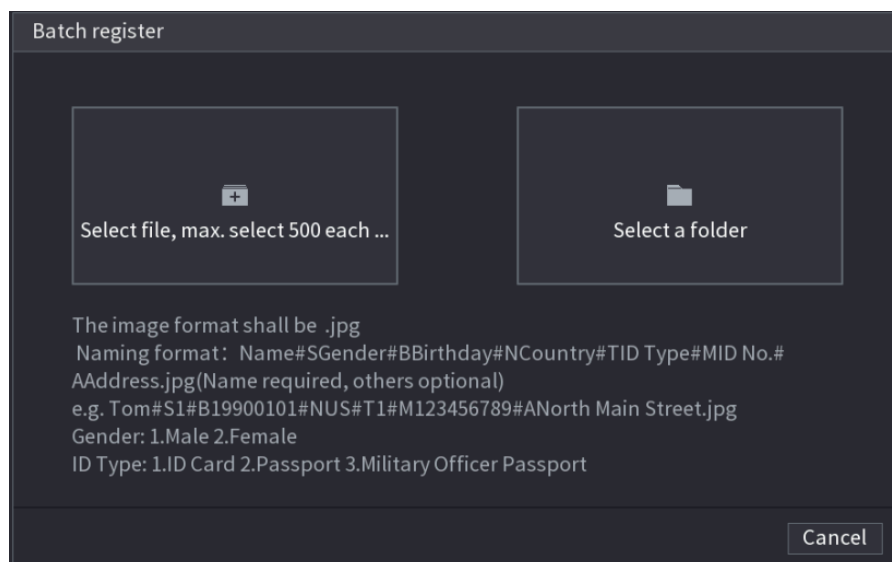 Batch register
Select file, max. select 500 each ...
Select a folder
The image format shall be .jpg
Naming format：Name#SGender#BBirthday#NCountry#TID Type#MID No.#
AAddress.jpg(Name required, others optional)
e.g. Tom#S1#B19900101#NUS#T1#M123456789#ANorth Main Street.jpg
Gender: 1.Male 2.Female
ID Type: 1.ID Card 2.Passport 3.Military Officer Passport
Cancel